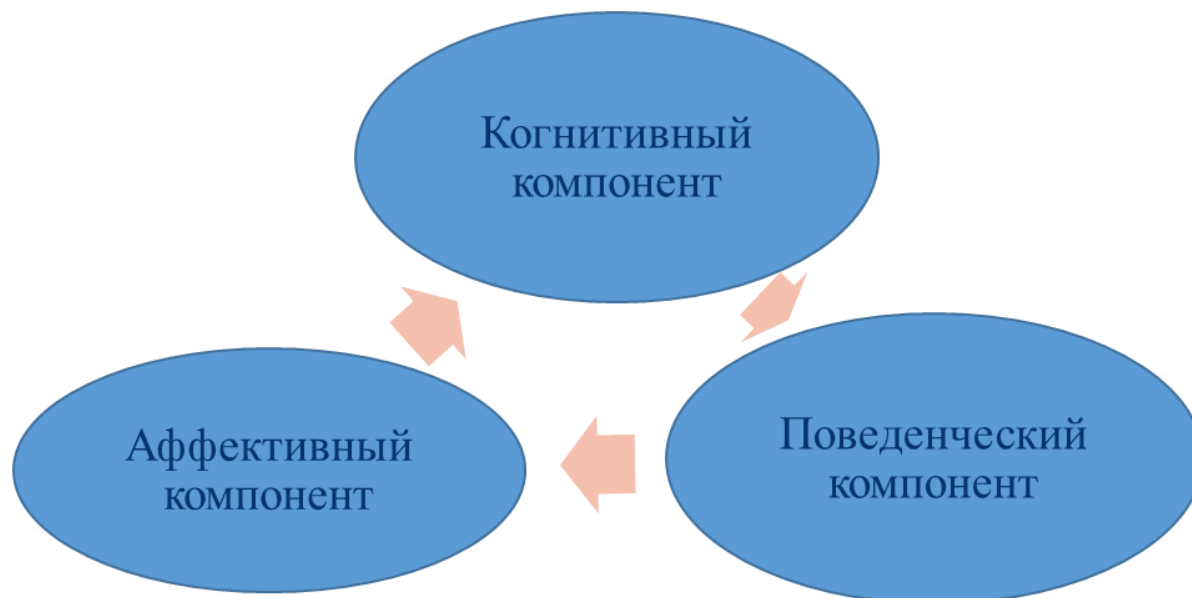 Когнитивный
компонент
Аффективный
компонент
Поведенческий
компонент